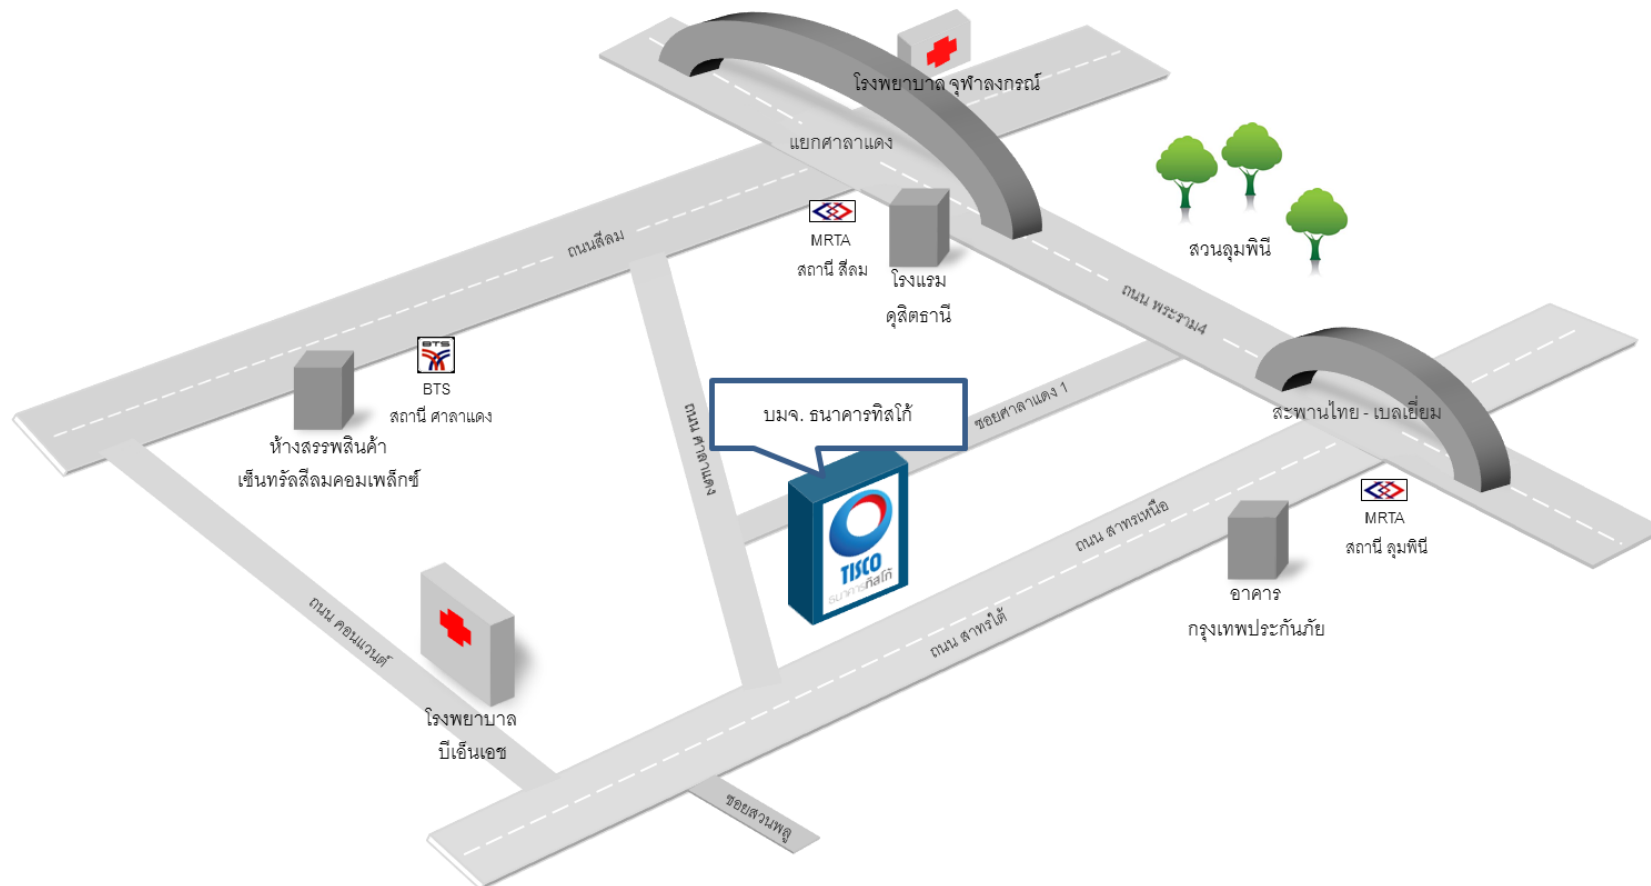 โรงพยาบาล จุฬาลงกรณ์
แยกศาลาแดง
ถนนสีลม
MRTA
สถานี สีลม
โรงแรม
ดุสิตธานี
สวนลุมพินี
ถนน พระราม4
BTS
BTS
สถานี ศาลาแดง
ห้างสรรพสินค้า
เซ็นทรัลสีลมคอมเพล็กซ์
ถนน ศาลาแดง
บมจ. ธนาคารทิสโก้
ซอยศาลาแดง 1
สะพานไทย - เบลเยี่ยม
TISCO
ธนาคารทิสโก้
ถนน สาทรเหนือ
MRTA
สถานี ลุมพินี
อาคาร
กรุงเทพประกันภัย
ถนน สาทรใต้
ถนน คอนแวนต์
โรงพยาบาล
บีเอ็นเอช
ซอยสวนพลู